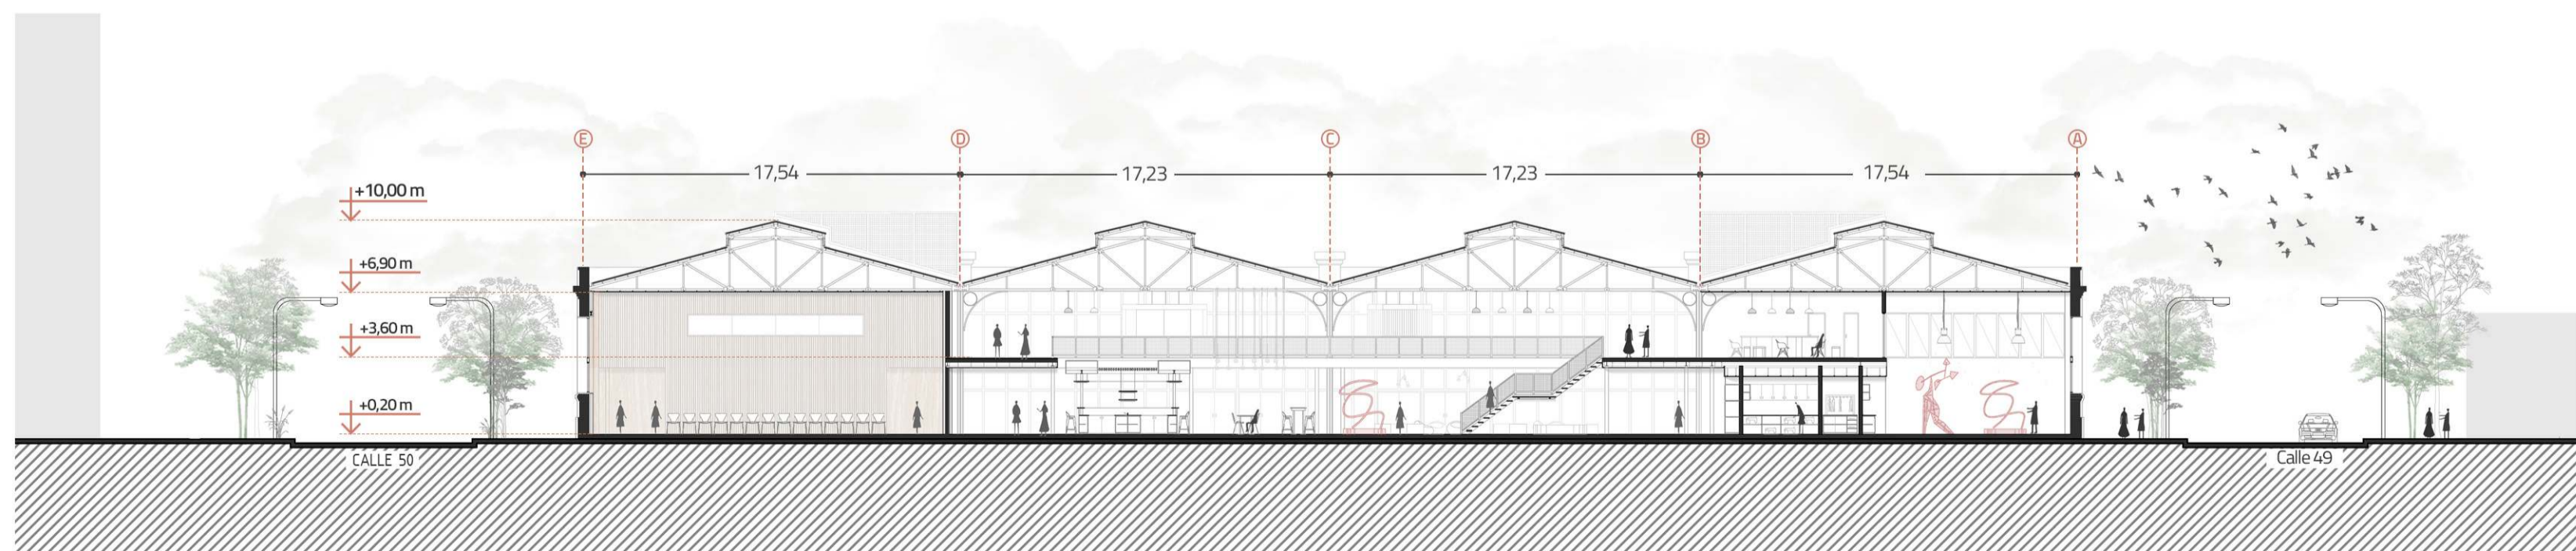 E D C B A
17,54 17,23 17,23 17,54
+10,00 m
+6,90 m
+3,60 m
+0,20 m
CALLE 50
Calle 49